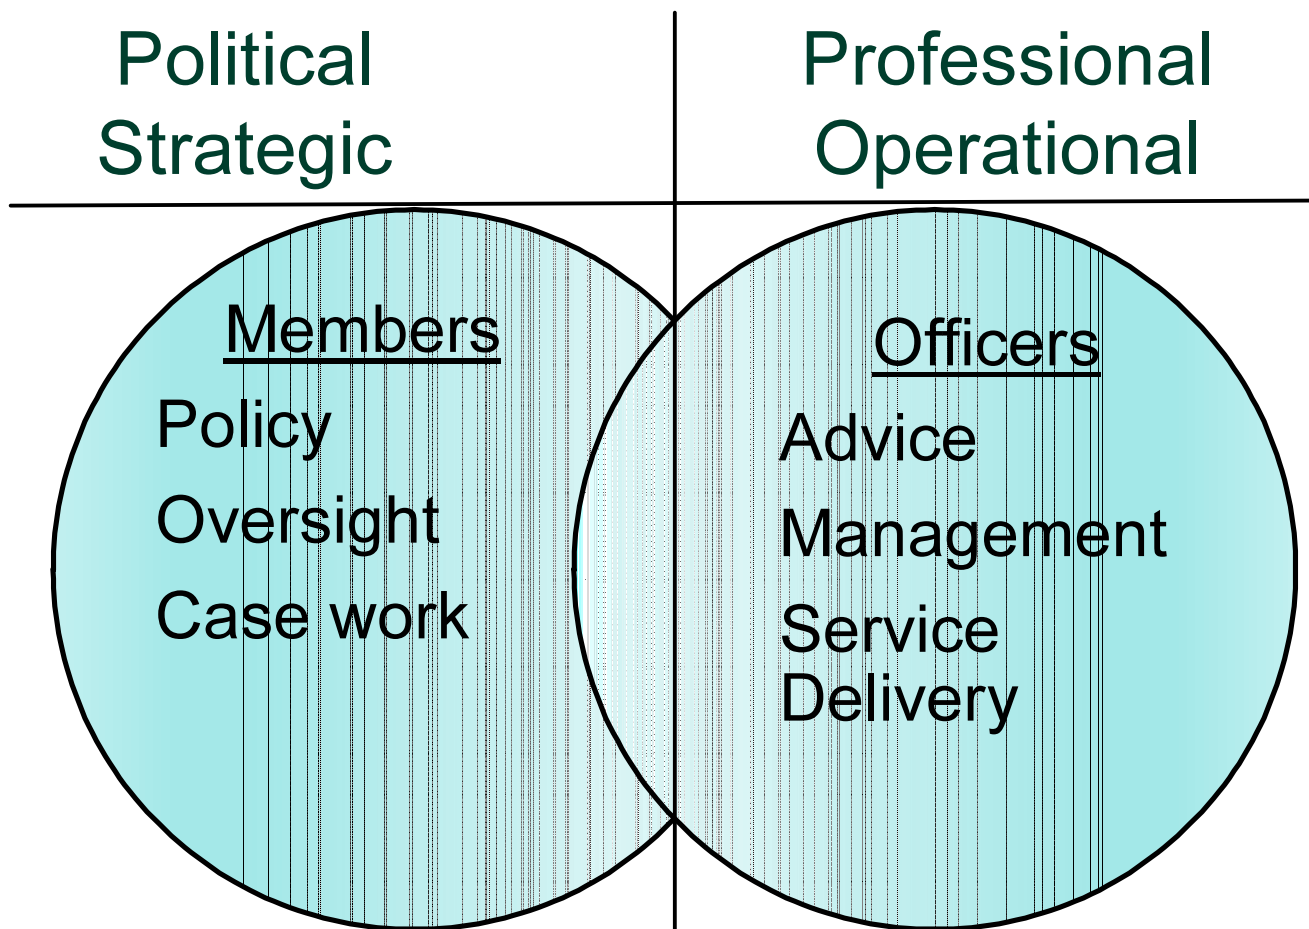 Political
Strategic
Professional
Operational
Members
Policy
Oversight
Case work
Officers
Advice
Management
Service
Delivery